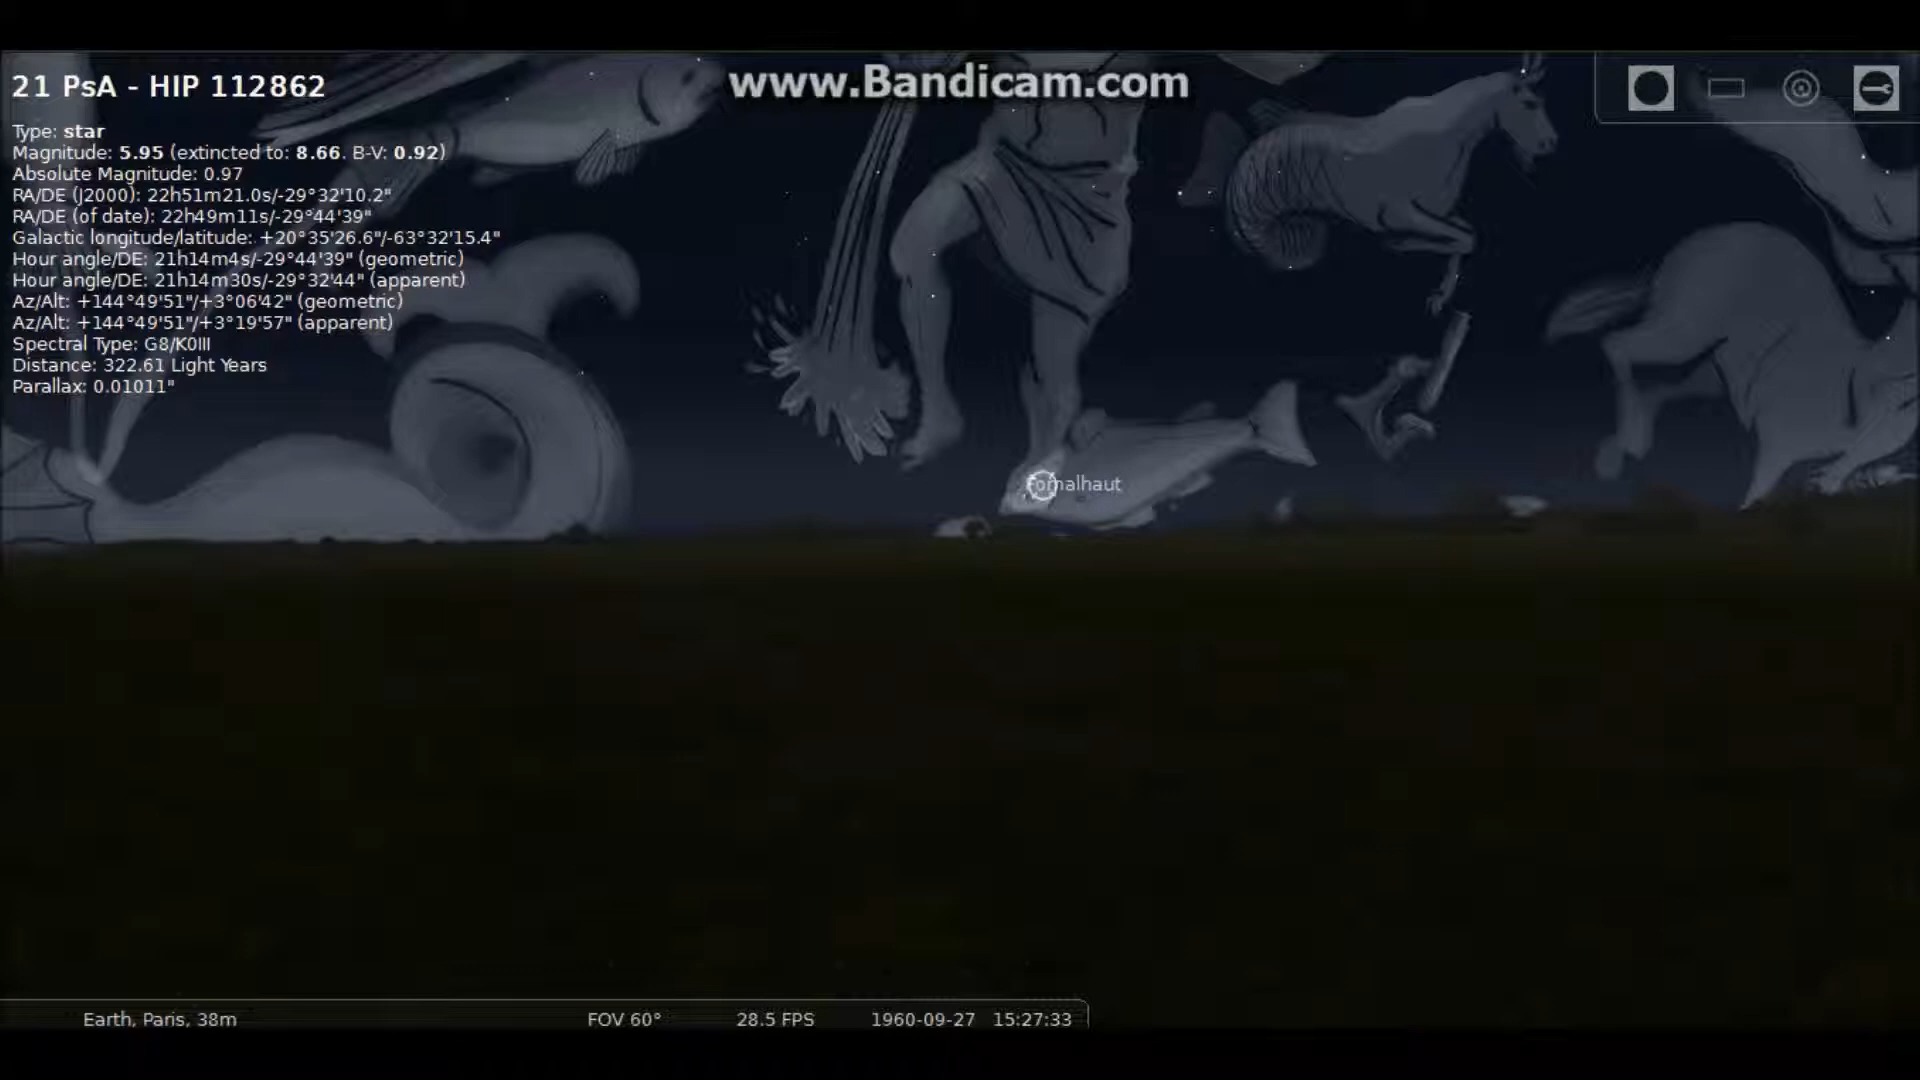 www.Bandicam.com
21 PsA - HIP 112862
Type: star
Magnitude: 5.95 (extincted to: 8.66. B-V: 0.92)
Absolute Magnitude: 0.97
RA/DE (J2000): 22h51m21.0s/-29°32'10.2"
RA/DE (of date): 22h49m11s/-29°44'39"
Galactic longitude/latitude: +20°35'26.6"/-63°32'15.4"
Hour angle/DE: 21h14m4s/-29°44'39" (geometric)
Hour angle/DE: 21h14m30s/-29°32'44" (apparent)
Az/Alt: +144°49'51"/+3°06'42" (geometric)
Az/Alt: +144°49'51"/+3°19'57" (apparent)
Spectral Type: G8/K0III
Distance: 322.61 Light Years
Parallax: 0.01011"
Fomalhaut
Earth, Paris, 38m FOV 60° 28.5 FPS 1960-09-27 15:27:33